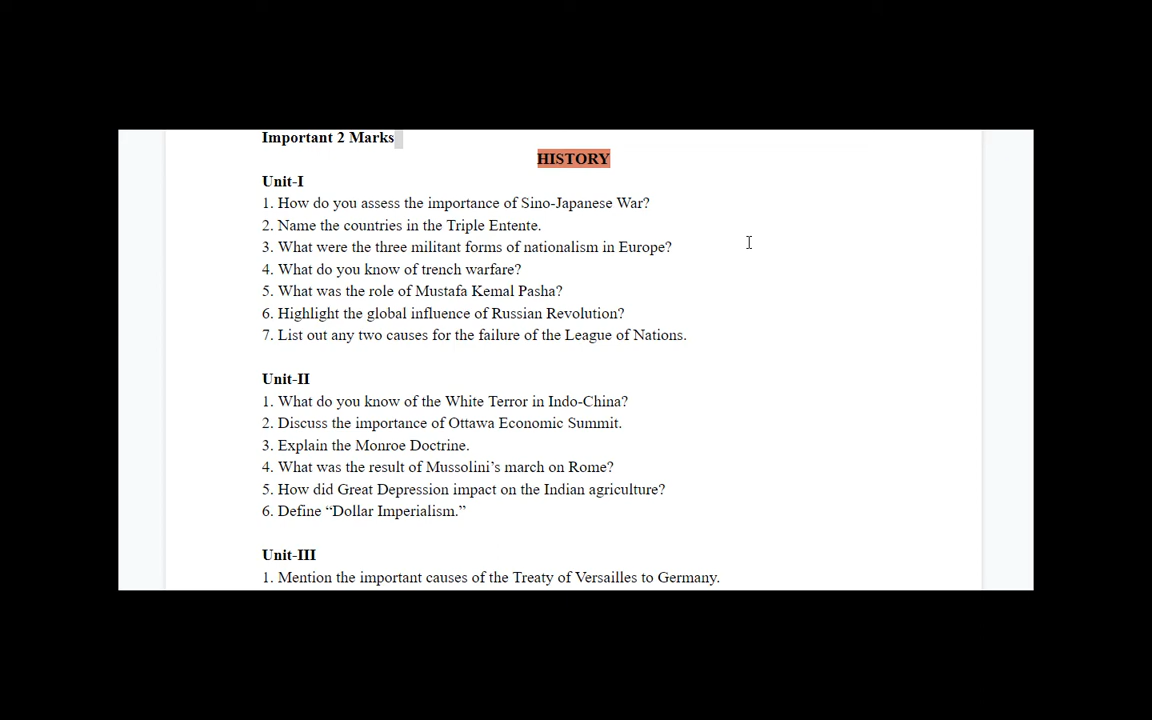 Important 2 Marks
HISTORY
Unit-I
1. How do you assess the importance of Sino-Japanese War?
2. Name the countries in the Triple Entente.
3. What were the three militant forms of nationalism in Europe?
4. What do you know of trench warfare?
5. What was the role of Mustafa Kemal Pasha?
6. Highlight the global influence of Russian Revolution?
7. List out any two causes for the failure of the League of Nations.
Unit-II
1. What do you know of the White Terror in Indo-China?
2. Discuss the importance of Ottawa Economic Summit.
3. Explain the Monroe Doctrine.
4. What was the result of Mussolini’s march on Rome?
5. How did Great Depression impact on the Indian agriculture?
6. Define “Dollar Imperialism.”
Unit-III
1. Mention the important causes of the Treaty of Versailles to Germany.